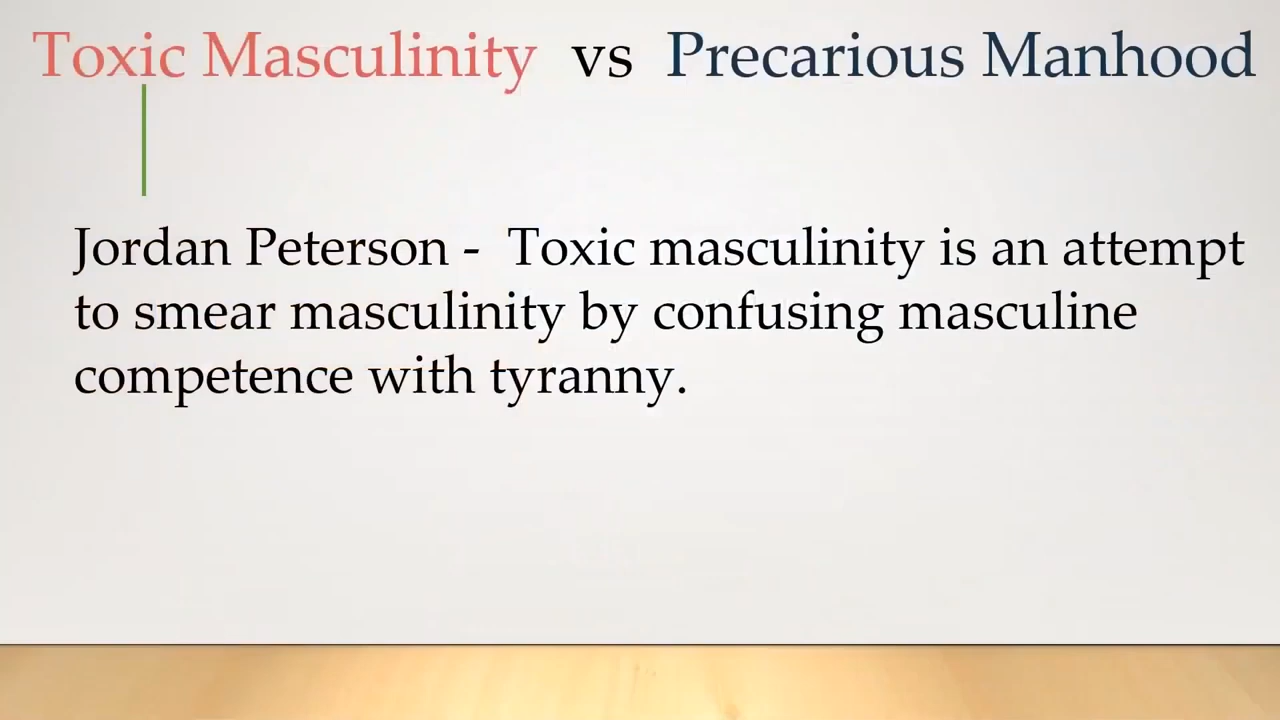 Toxic Masculinity vs Precarious Manhood
Jordan Peterson - Toxic masculinity is an attempt
to smear masculinity by confusing masculine
competence with tyranny.